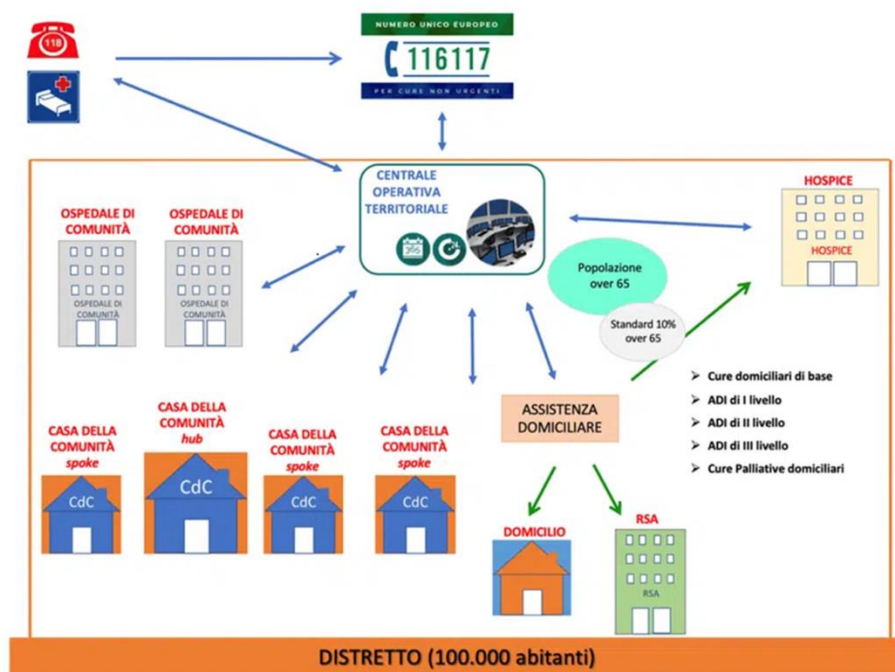 118
NUMERO UNICO EUROPEO
116117
PER CURE NON URGENTI
CENTRALE
OPERATIVA
TERRITORIALE
OSPEDALE DI
COMUNITÀ
OSPEDALE DI
COMUNITÀ
OSPEDALE DI
COMUNITÀ
OSPEDALE DI
COMUNITÀ
HOSPICE
HOSPICE
Popolazione
over 65
Standard 10%
over 65
Cure domiciliari di base
ADI di I livello
ADI di II livello
ADI di III livello
Cure Palliative domiciliari
ASSISTENZA
DOMICILIARE
CASA DELLA
COMUNITÀ
spoke
CdC
CASA DELLA
COMUNITÀ
hub
CdC
CASA DELLA
COMUNITÀ
spoke
CdC
CASA DELLA
COMUNITÀ
spoke
CdC
DOMICILIO
RSA
RSA
DISTRETTO (100.000 abitanti)